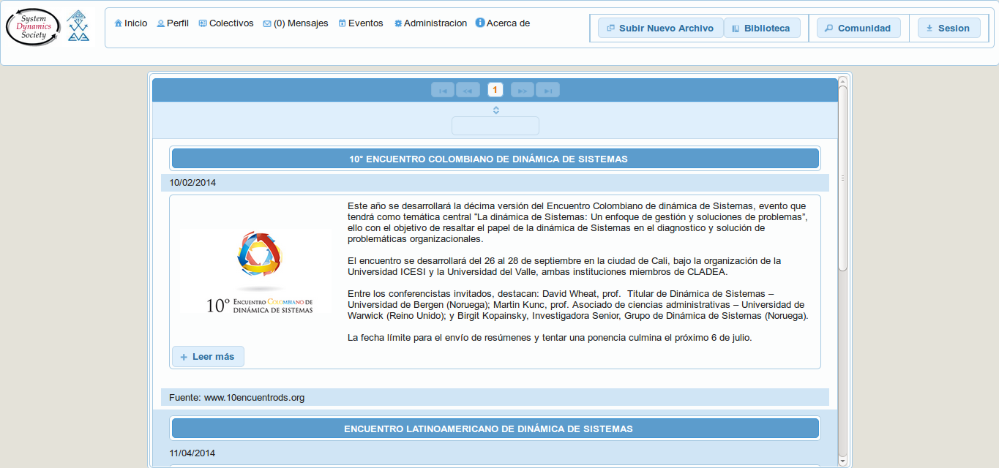 System
Dynamics
Society
Inicio
Perfil
Colectivos
(0) Mensajes
Eventos
Administracion
Acerca de
Subir Nuevo Archivo
Biblioteca
Comunidad
Sesion
1
10° ENCUENTRO COLOMBIANO DE DINÁMICA DE SISTEMAS
10/02/2014
Este año se desarrollará la décima versión del Encuentro Colombiano de dinámica de Sistemas, evento que
tendrá como temática central “La dinámica de Sistemas: Un enfoque de gestión y soluciones de problemas”,
ello con el objetivo de resaltar el papel de la dinámica de Sistemas en el diagnostico y solución de
problemáticas organizacionales.
El encuentro se desarrollará del 26 al 28 de septiembre en la ciudad de Cali, bajo la organización de la
Universidad ICESI y la Universidad del Valle, ambas instituciones miembros de CLADEA.
Entre los conferencistas invitados, destacan: David Wheat, prof. Titular de Dinámica de Sistemas –
Universidad de Bergen (Noruega); Martin Kunc, prof. Asociado de ciencias administrativas – Universidad de
Warwick (Reino Unido); y Birgit Kopainsky, Investigadora Senior, Grupo de Dinámica de Sistemas (Noruega).
La fecha límite para el envío de resúmenes y tentar una ponencia culmina el próximo 6 de julio.
10° ENCUENTRO COLOMBIANO DE
DINÁMICA DE SISTEMAS
Leer más
Fuente: www.10encuentrods.org
ENCUENTRO LATINOAMERICANO DE DINÁMICA DE SISTEMAS
11/04/2014